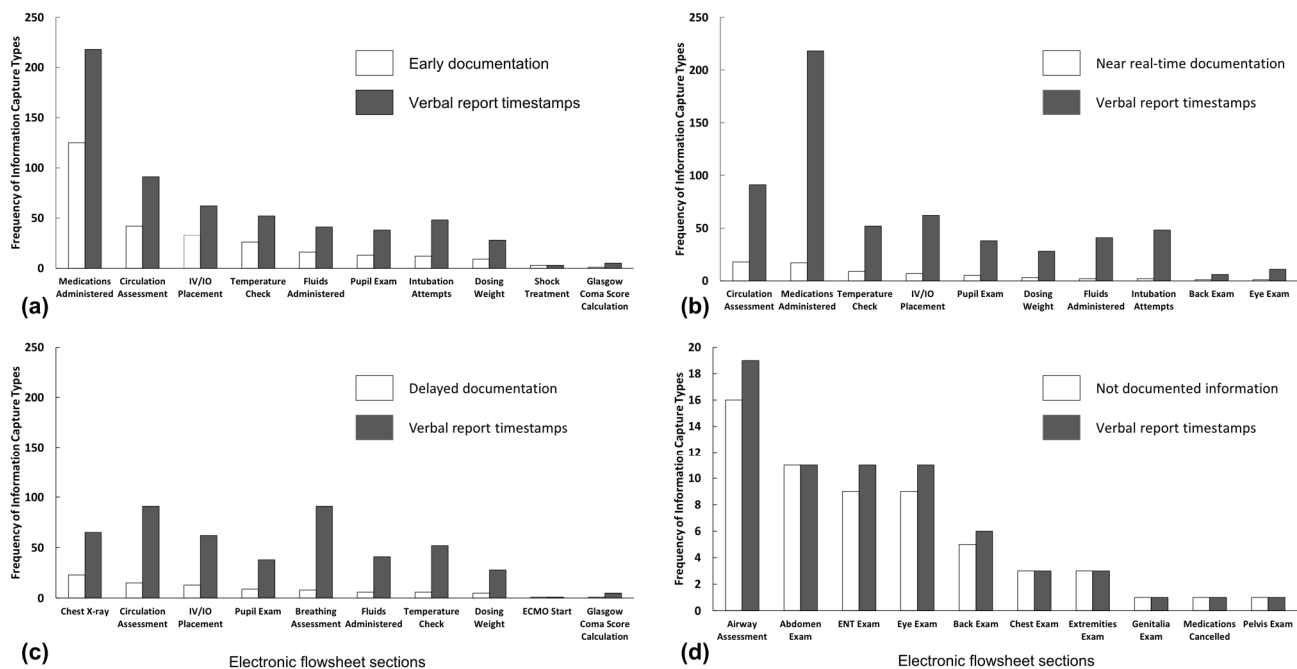 250
200
150
100
50
0
Frequency of Information Capture Types
Early documentation
Verbal report timestamps
Medications
Administered
Circulation
Assessment
IV/IO
Placement
Temperature
Check
Fluids
Administered
Pupil Exam
Intubation
Attempts
Dosing
Weight
Shock
Treatment
Glasgow
Coma Score
Calculation
(a)
250
200
150
100
50
0
Frequency of Information Capture Types
Near real-time documentation
Verbal report timestamps
Circulation
Assessment
Medications
Administered
Temperature
Check
IV/IO
Placement
Pupil Exam
Dosing
Weight
Fluids
Administered
Intubation
Attempts
Back Exam
Eye Exam
(b)
250
200
150
100
50
0
Frequency of Information Capture Types
Delayed documentation
Verbal report timestamps
Chest X-ray
Circulation
Assessment
IV/IO
Placement
Pupil Exam
Breathing
Assessment
Fluids
Administered
Temperature
Check
Dosing
Weight
ECMO Start
Glasgow
Coma Score
Calculation
(c)
Electronic flowsheet sections
20
18
16
14
12
10
8
6
4
2
0
Frequency of Information Capture Types
Not documented information
Verbal report timestamps
Airway
Assessment
Abdomen
Exam
ENT Exam
Eye Exam
Back Exam
Chest Exam
Extremities
Exam
Genitalia
Exam
Medications
Cancelled
Pelvis Exam
(d)
Electronic flowsheet sections